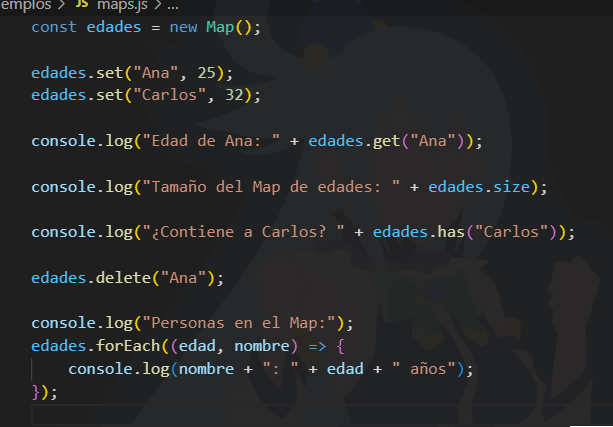 emplos > JS maps.js > ...
const edades = new Map();
edades.set("Ana", 25);
edades.set("Carlos", 32);
console.log("Edad de Ana: " + edades.get("Ana"));
console.log("Tamaño del Map de edades: " + edades.size);
console.log("¿Contiene a Carlos? " + edades.has("Carlos"));
edades.delete("Ana");
console.log("Personas en el Map:");
edades.forEach((edad, nombre) => {
console.log(nombre + ": " + edad + " años");
});